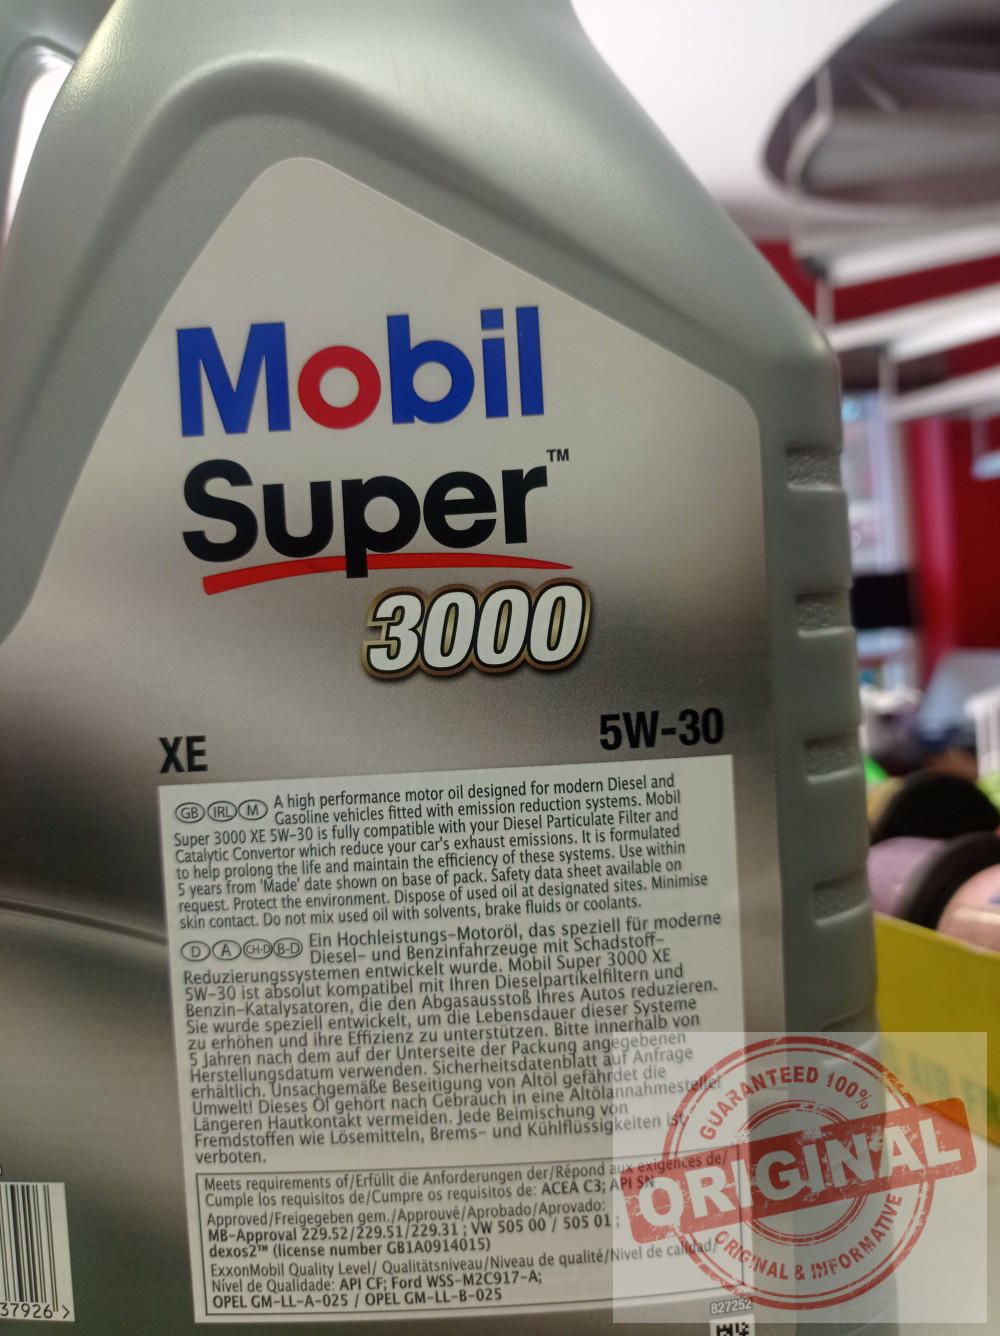 Mobil
Super™
3000
XE
5W-30
GB IRL M A high performance motor oil designed for modern Diesel and
Gasoline vehicles fitted with emission reduction systems. Mobil
Super 3000 XE 5W-30 is fully compatible with your Diesel Particulate Filter and
Catalytic Convertor which reduce your car's exhaust emissions. It is formulated
to help prolong the life and maintain the efficiency of these systems. Use within
5 years from 'Made' date shown on base of pack. Safety data sheet available on
request. Protect the environment. Dispose of used oil at designated sites. Minimise
skin contact. Do not mix used oil with solvents, brake fluids or coolants.
D A CH-D B-D Ein Hochleistungs-Motoröl, das speziell für moderne
Diesel- und Benzinfahrzeuge mit Schadstoff-
Reduzierungssystemen entwickelt wurde. Mobil Super 3000 XE
5W-30 ist absolut kompatibel mit Ihren Dieselpartikelfiltern und
Benzin-Katalysatoren, die den Abgasausstoß Ihres Autos reduzieren.
Sie wurde speziell entwickelt, um die Lebensdauer dieser Systeme
zu erhöhen und ihre Effizienz zu unterstützen. Bitte innerhalb von
5 Jahren nach dem auf der Unterseite der Packung angegebenen
Herstellungsdatum verwenden. Sicherheitsdatenblatt auf Anfrage
erhältlich. Unsachgemäße Beseitigung von Altöl gefährdet die
Umwelt! Dieses Öl gehört nach Gebrauch in eine Altölannahmestelle!
Längeren Hautkontakt vermeiden. Jede Beimischung von
Fremdstoffen wie Lösemitteln, Brems- und Kühlflüssigkeiten ist
verboten.
Meets requirements of/Erfüllt die Anforderungen der/Répond aux exigences de/
Cumple los requisitos de/Cumpre os requisitos de: ACEA C3; API SN
Approved/Freigegeben gem./Approuvé/Aprobado/Aprovado:
MB-Approval 229.52/229.51/229.31 ; VW 505 00 / 505 01 ;
dexos2™ (license number GB1A0914015)
ExxonMobil Quality Level/ Qualitätsniveau/Niveau de qualité/Nivel de calidad/
Nível de Qualidade: API CF; Ford WSS-M2C917-A;
OPEL GM-LL-A-025 / OPEL GM-LL-B-025
827252
37926 >
GUARANTEED 100%
ORIGINAL
ORIGINAL & INFORMATIVE